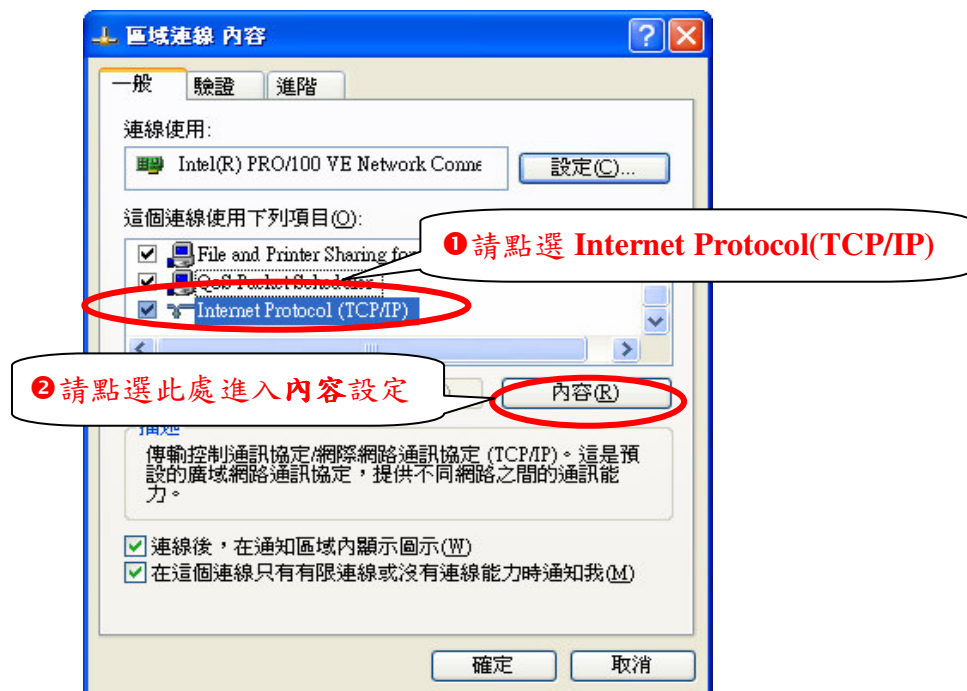 區域連線 內容
一般 驗證 進階
連線使用:
Intel(R) PRO/100 VE Network Conne
設定(C)...
這個連線使用下列項目(O):
❶請點選 Internet Protocol(TCP/IP)
File and Printer Sharing for
QoS Packet Scheduler
Internet Protocol (TCP/IP)
❷請點選此處進入內容設定
內容(R)
描述
傳輸控制通訊協定/網際網路通訊協定 (TCP/IP)。這是預
設的廣域網路通訊協定，提供不同網路之間的通訊能
力。
連線後，在通知區域內顯示圖示(W)
在這個連線只有有限連線或沒有連線能力時通知我(M)
確定 取消